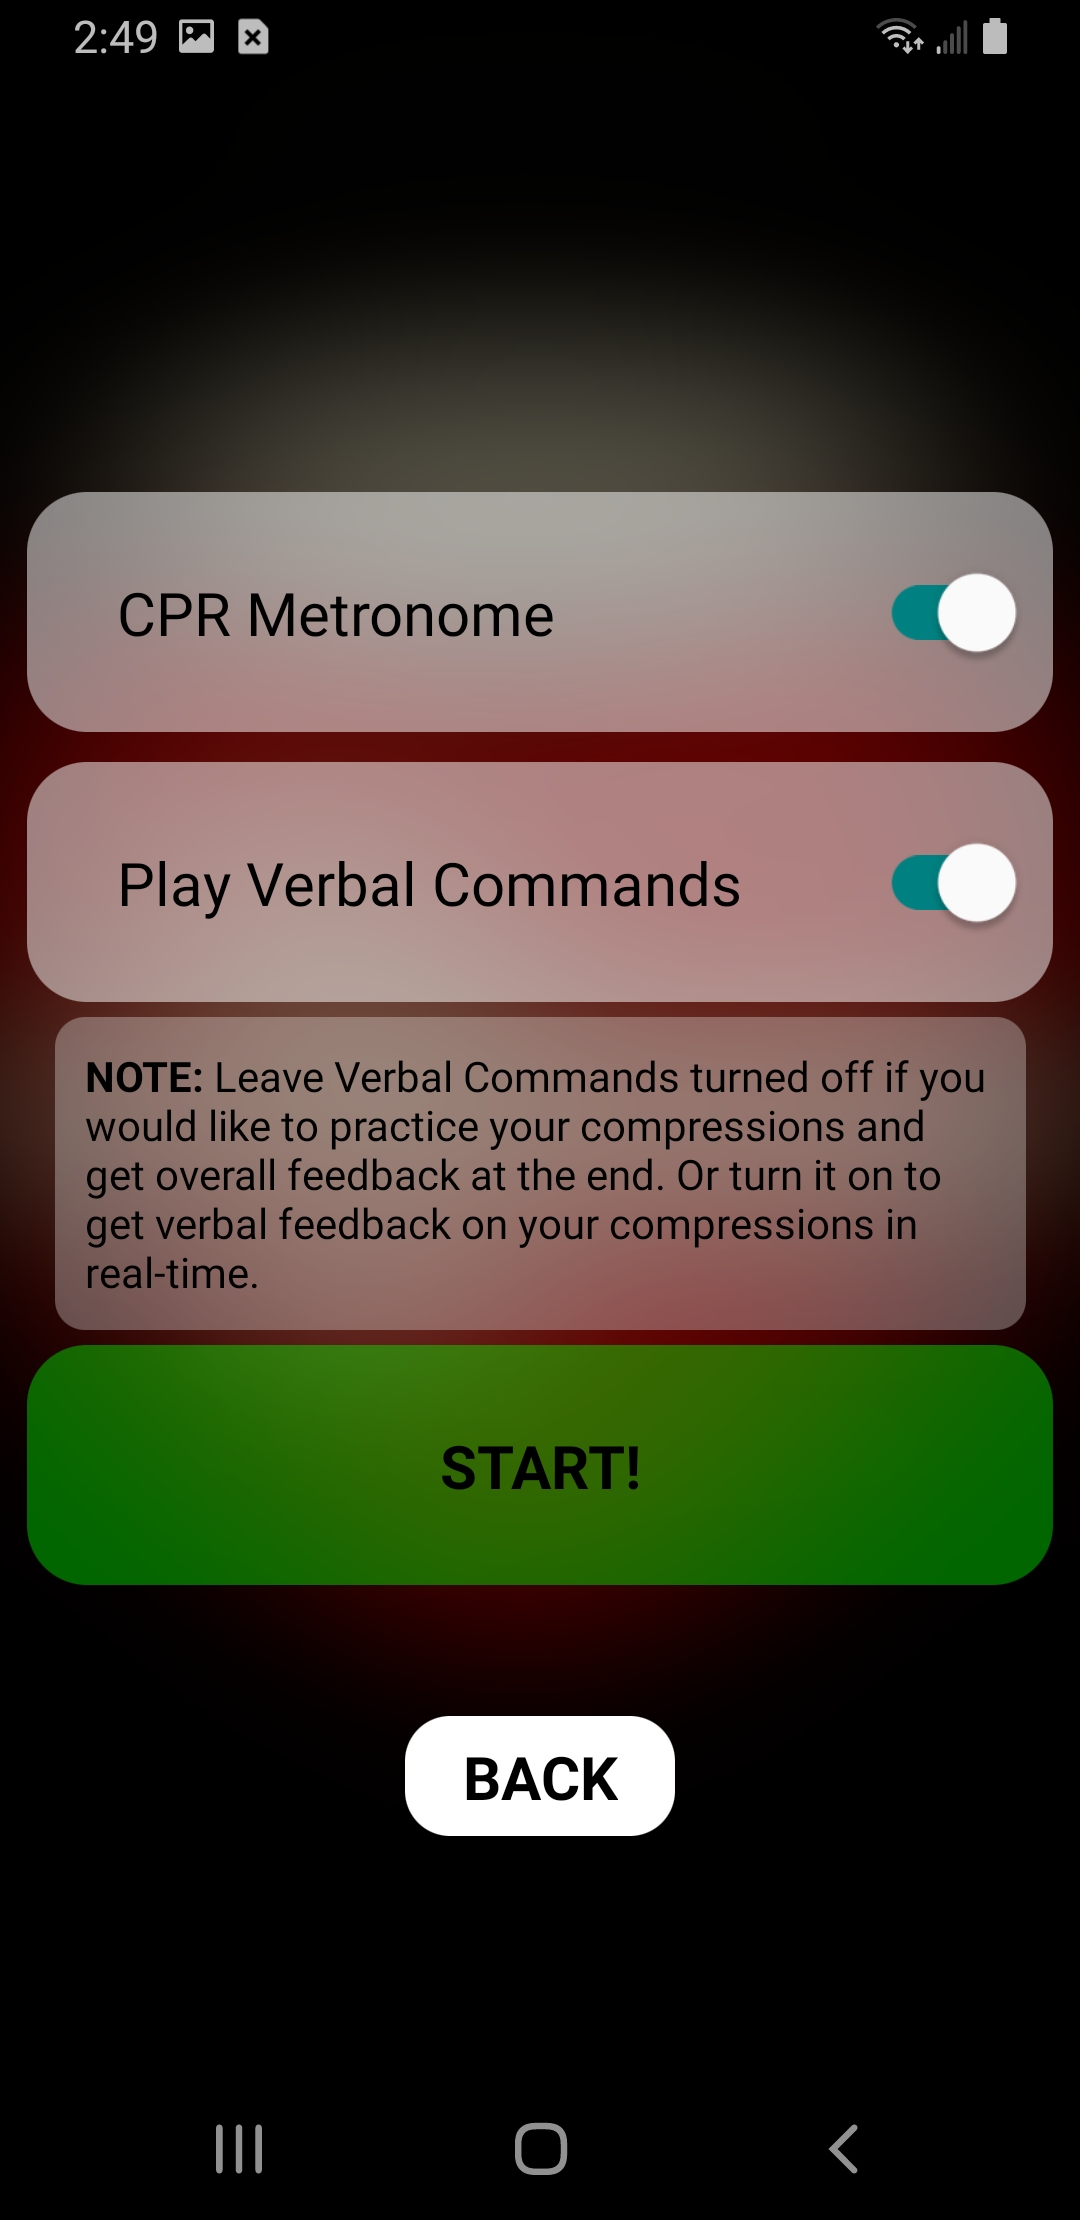 2:49
CPR Metronome
Play Verbal Commands
NOTE: Leave Verbal Commands turned off if you
would like to practice your compressions and
get overall feedback at the end. Or turn it on to
get verbal feedback on your compressions in
real-time.
START!
BACK